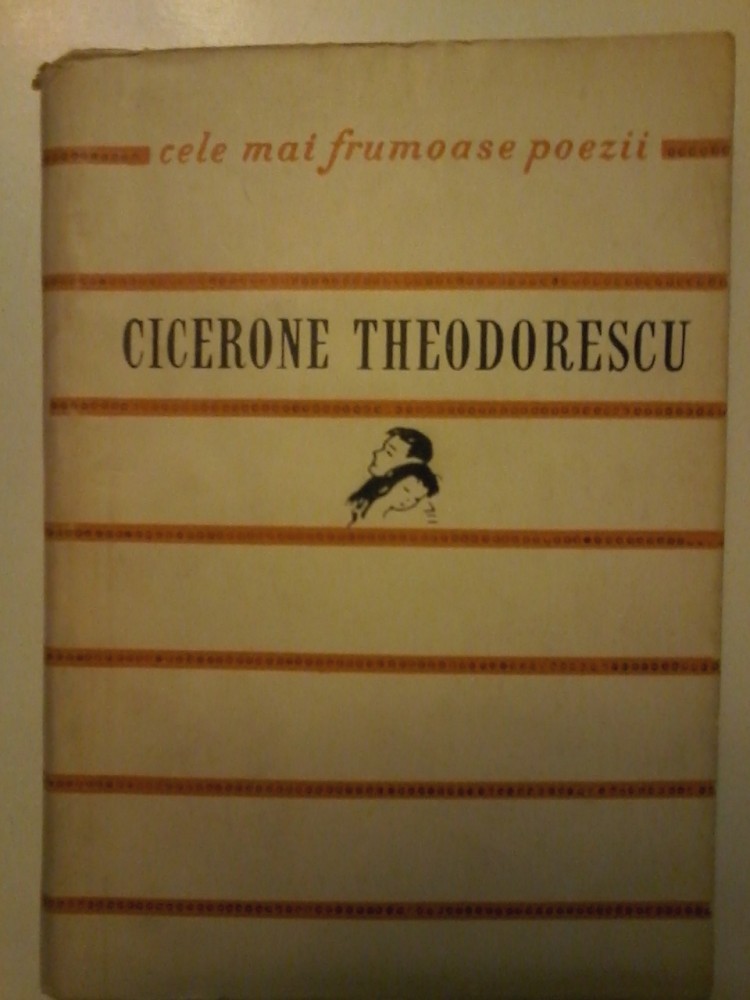 cele mai frumoase poezii
CICERONE THEODORESCU